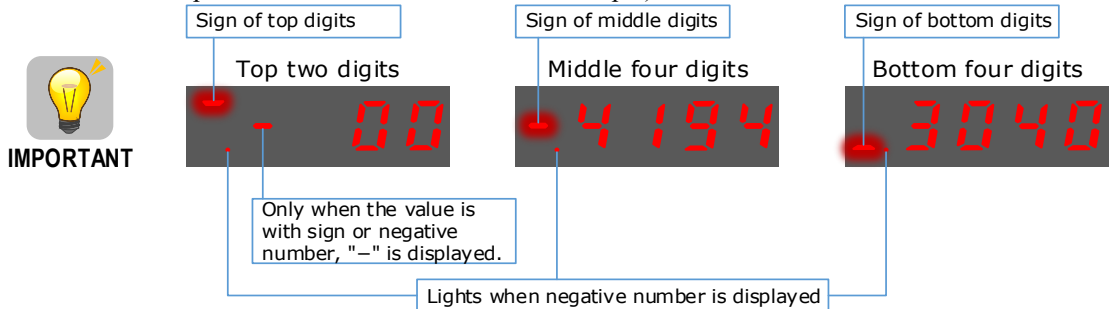 Sign of top digits
Sign of middle digits
Sign of bottom digits
Top two digits
Middle four digits
Bottom four digits
- 00
4194
3040
IMPORTANT
Only when the value is
with sign or negative
number, "−" is displayed.
Lights when negative number is displayed